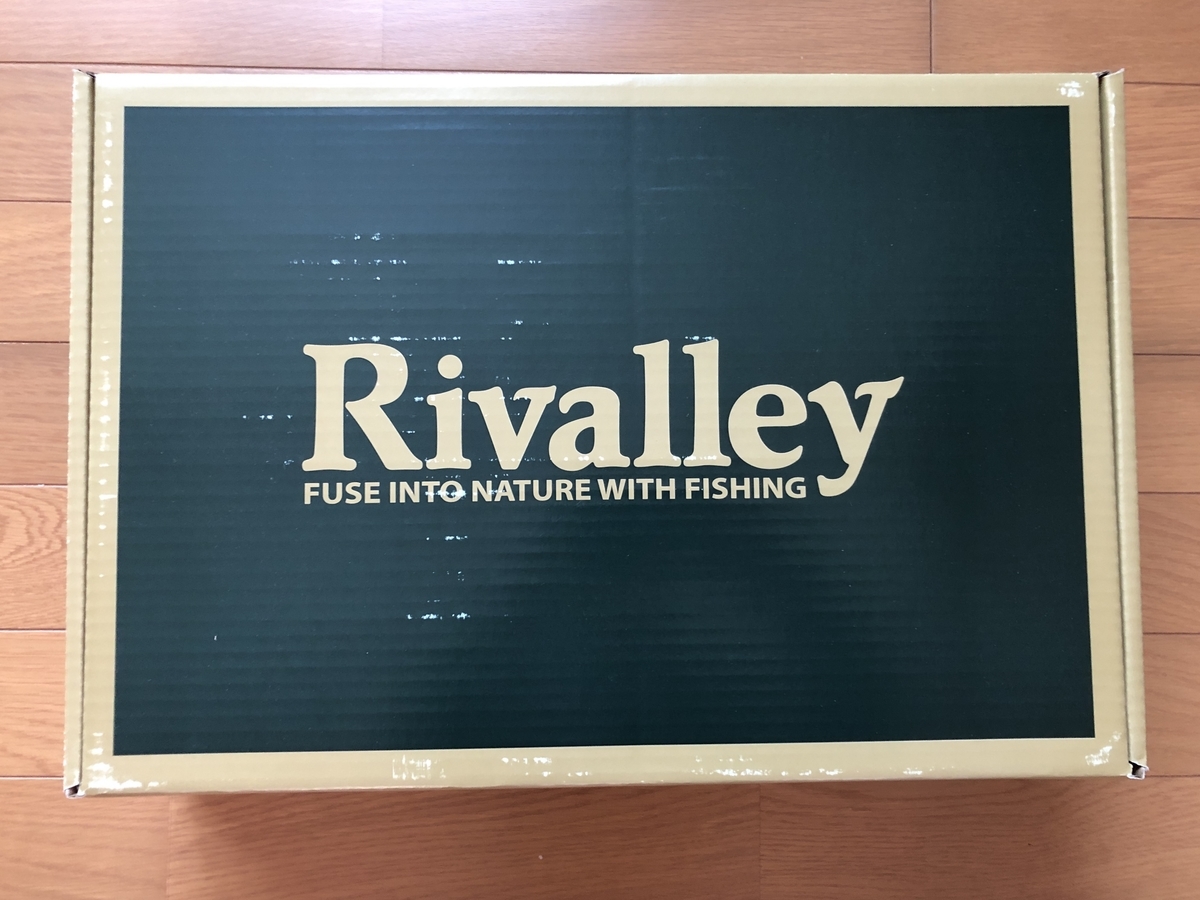 Rivalley
FUSE INTO NATURE WITH FISHING